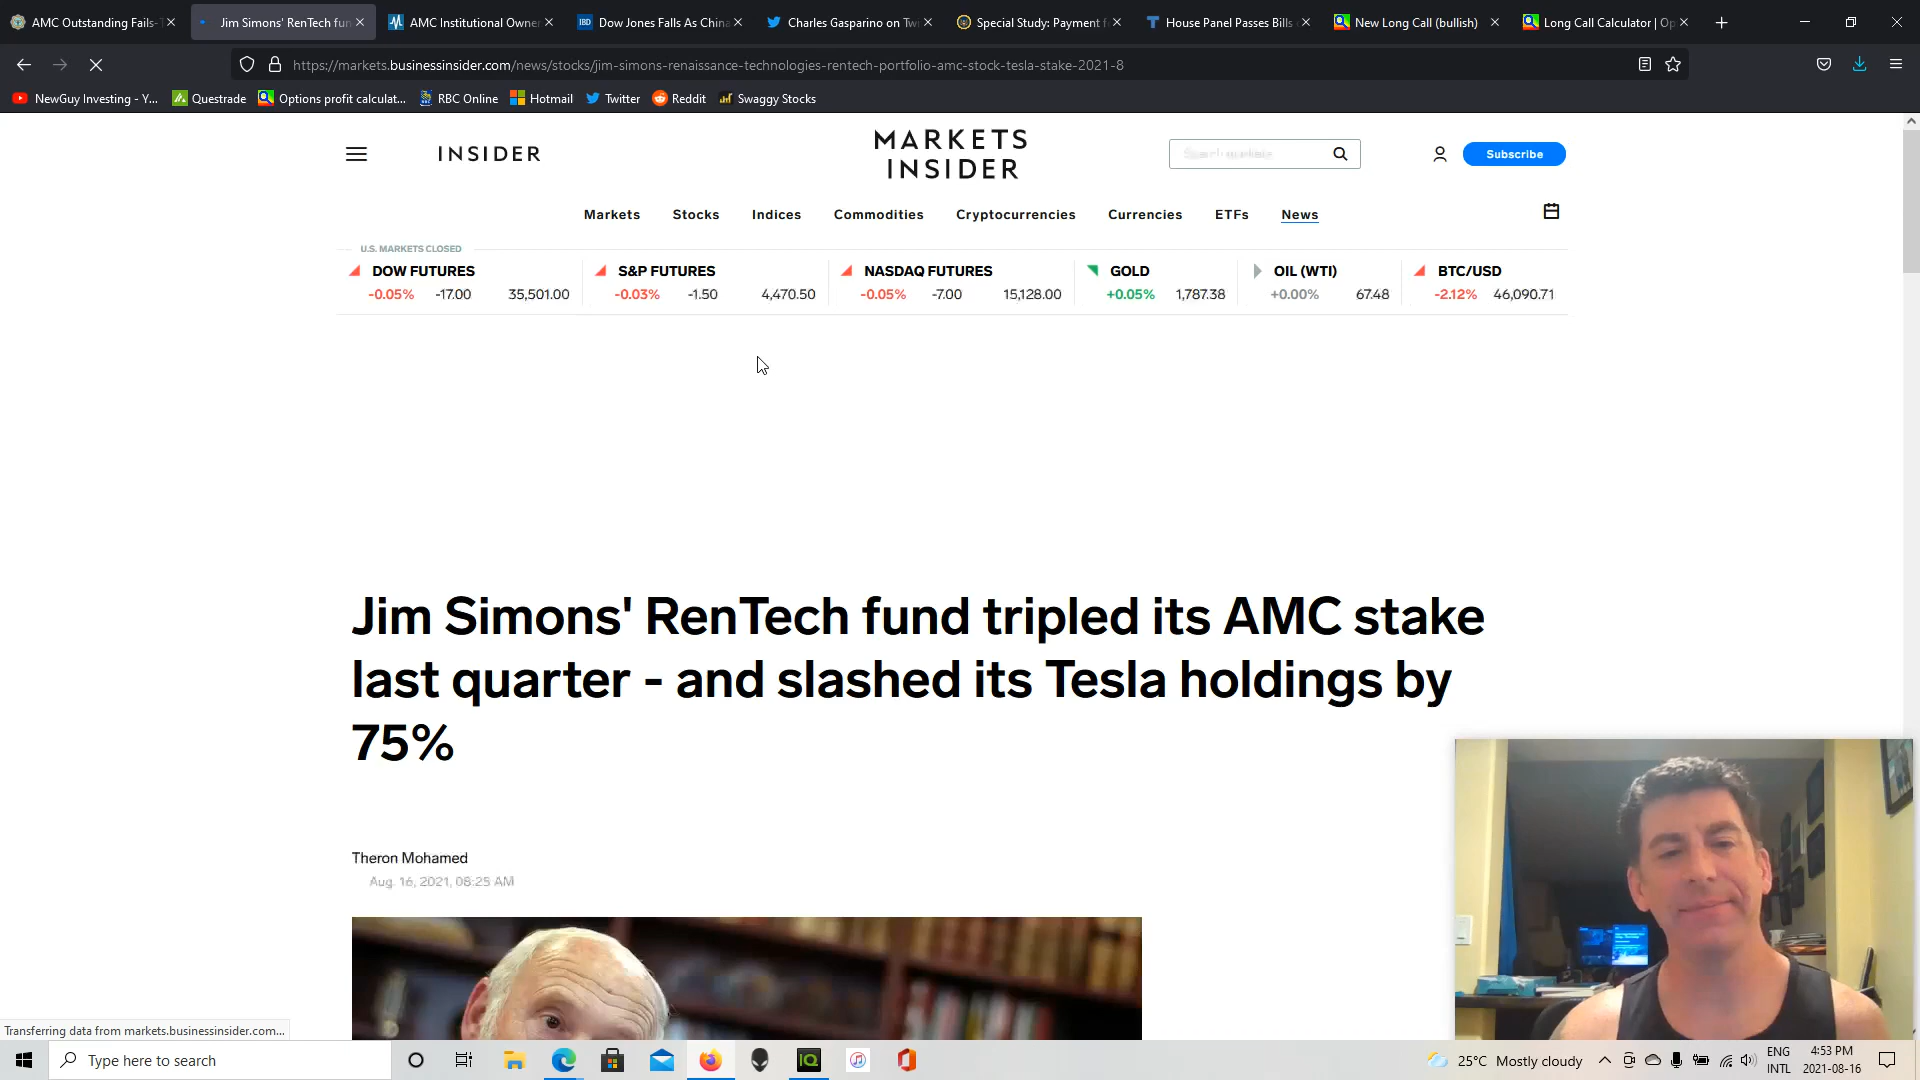 AMC Outstanding Fails-T
Jim Simons' RenTech fun
AMC Institutional Owne
Dow Jones Falls As China
Charles Gasparino on Tw
Special Study: Payment f
House Panel Passes Bills
New Long Call (bullish)
Long Call Calculator | Op
https://markets.businessinsider.com/news/stocks/jim-simons-renaissance-technologies-rentech-portfolio-amc-stock-tesla-stake-2021-8
NewGuy Investing - Y...
Questrade
Options profit calculat...
RBC Online
Hotmail
Twitter
Reddit
Swaggy Stocks
INSIDER
MARKETS
INSIDER
Search markets
Subscribe
Markets
Stocks
Indices
Commodities
Cryptocurrencies
Currencies
ETFs
News
U.S. MARKETS CLOSED
DOW FUTURES
-0.05% -17.00 35,501.00
S&P FUTURES
-0.03% -1.50 4,470.50
NASDAQ FUTURES
-0.05% -7.00 15,128.00
GOLD
+0.05% 1,787.38
OIL (WTI)
+0.00% 67.48
BTC/USD
-2.12% 46,090.71
Jim Simons' RenTech fund tripled its AMC stake
last quarter - and slashed its Tesla holdings by
75%
Theron Mohamed
Aug. 16, 2021, 08:25 AM
Transferring data from markets.businessinsider.com...
Type here to search
IQ
25°C Mostly cloudy
ENG
INTL
4:53 PM
2021-08-16